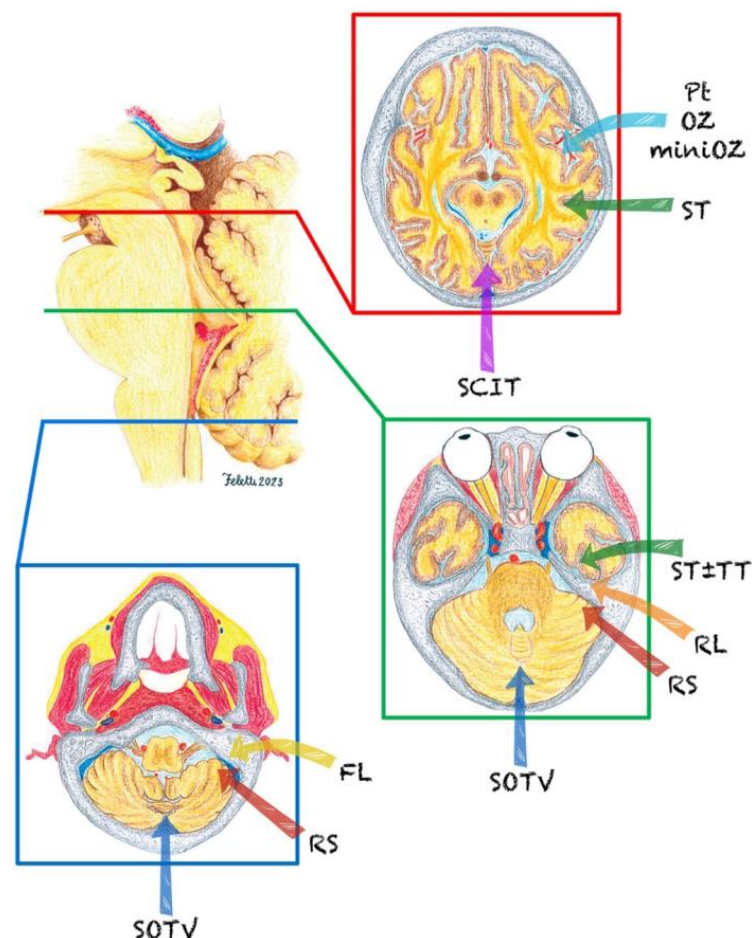 Pt
OZ
miniOZ
ST
SCIT
Feletti 2023
ST±TT
RL
RS
SOTV
FL
RS
SOTV